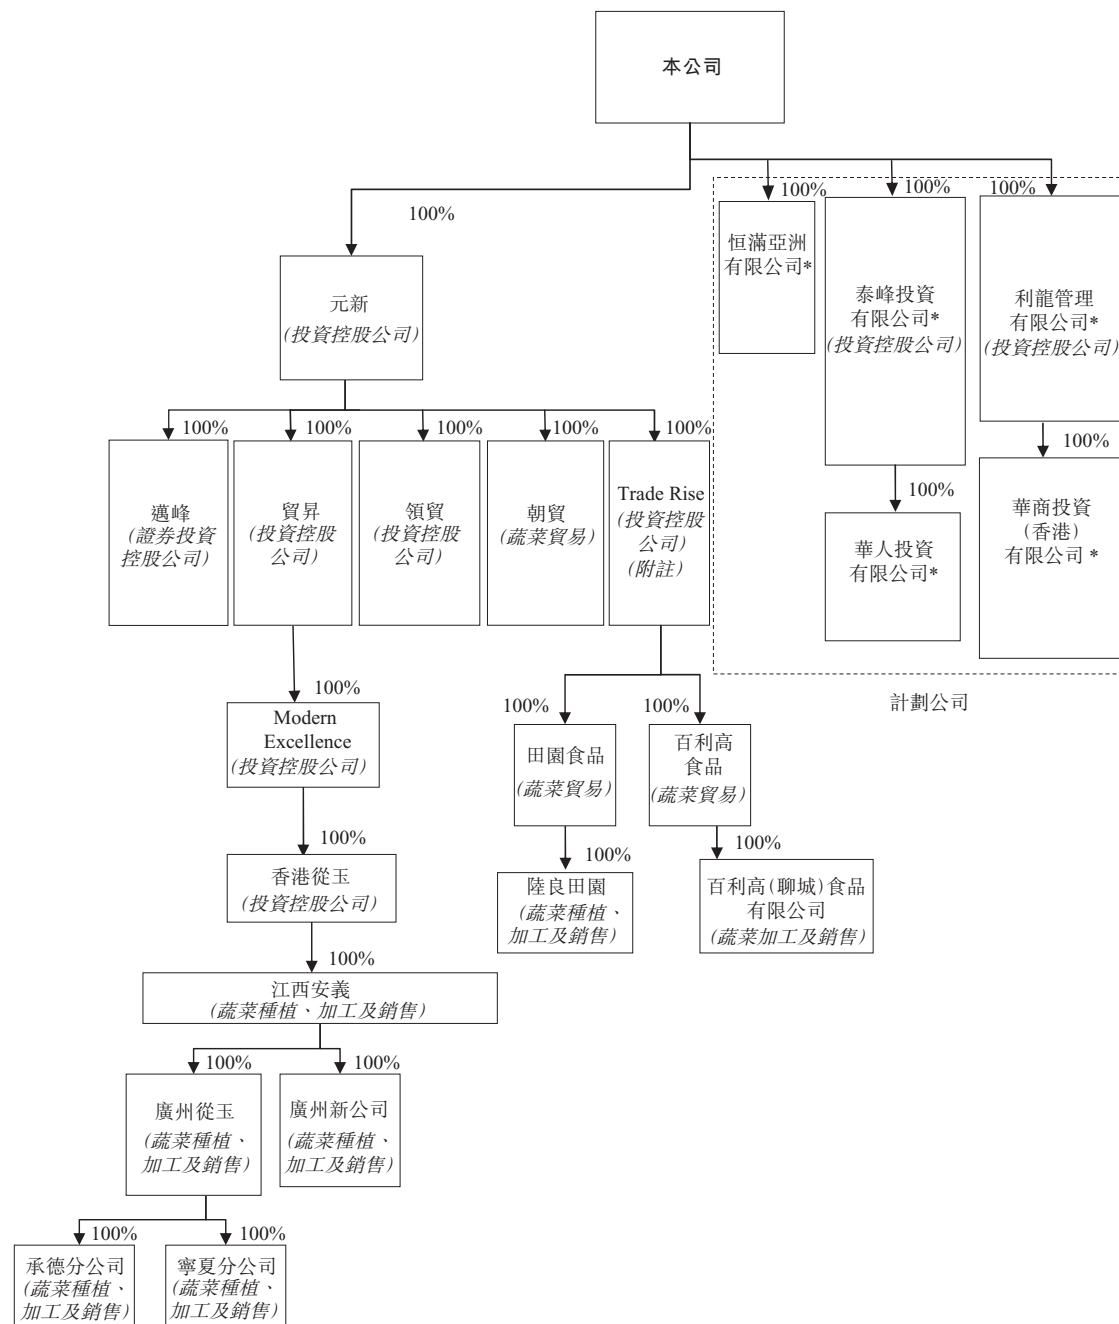 本公司
100%
100%
100%
100%
恒滿亞洲
有限公司*
泰峰投資
有限公司*
(投資控股公司)
利龍管理
有限公司*
(投資控股公司)
元新
(投資控股公司)
100%
100%
100%
100%
100%
100%
100%
邁峰
(證券投資
控股公司)
貿昇
(投資控股
公司)
領貿
(投資控股
公司)
朝貿
(蔬菜貿易)
Trade Rise
(投資控股
公司)
(附註)
華人投資
有限公司*
華商投資
(香港)
有限公司 *
計劃公司
100%
100%
100%
Modern
Excellence
(投資控股公司)
田園食品
(蔬菜貿易)
百利高
食品
(蔬菜貿易)
100%
100%
100%
香港從玉
(投資控股公司)
陸良田園
(蔬菜種植、
加工及銷售)
百利高(聊城)食品
有限公司
(蔬菜加工及銷售)
100%
江西安義
(蔬菜種植、加工及銷售)
100%
100%
廣州從玉
(蔬菜種植、
加工及銷售)
廣州新公司
(蔬菜種植、
加工及銷售)
100%
100%
承德分公司
(蔬菜種植、
加工及銷售)
寧夏分公司
(蔬菜種植、
加工及銷售)